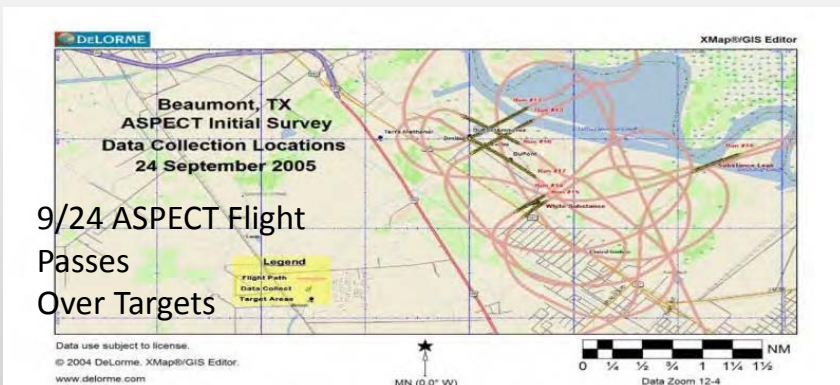 DELORME
XMap®/GIS Editor
Beaumont, TX
ASPECT Initial Survey
Data Collection Locations
24 September 2005
Terra Methanol
DuPont
White Substance
Substance Leak
9/24 ASPECT Flight
Passes
Over Targets
Legend
Flight Path
Data Collect
Target Areas
Data use subject to license.
© 2004 DeLorme. XMap®/GIS Editor.
www.delorme.com
MN (0.0° W)
NM
0 ¼ ½ ¾ 1 1¼ 1½
Data Zoom 12-4